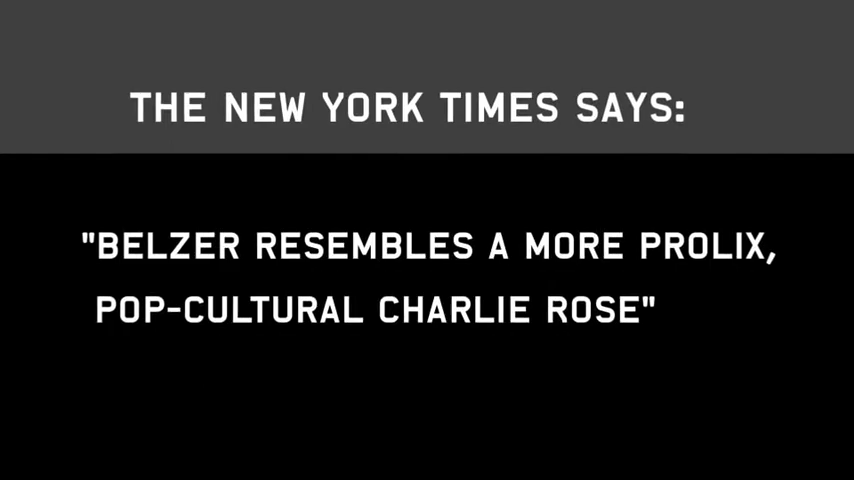 THE NEW YORK TIMES SAYS:
"BELZER RESEMBLES A MORE PROLIX,
POP-CULTURAL CHARLIE ROSE"